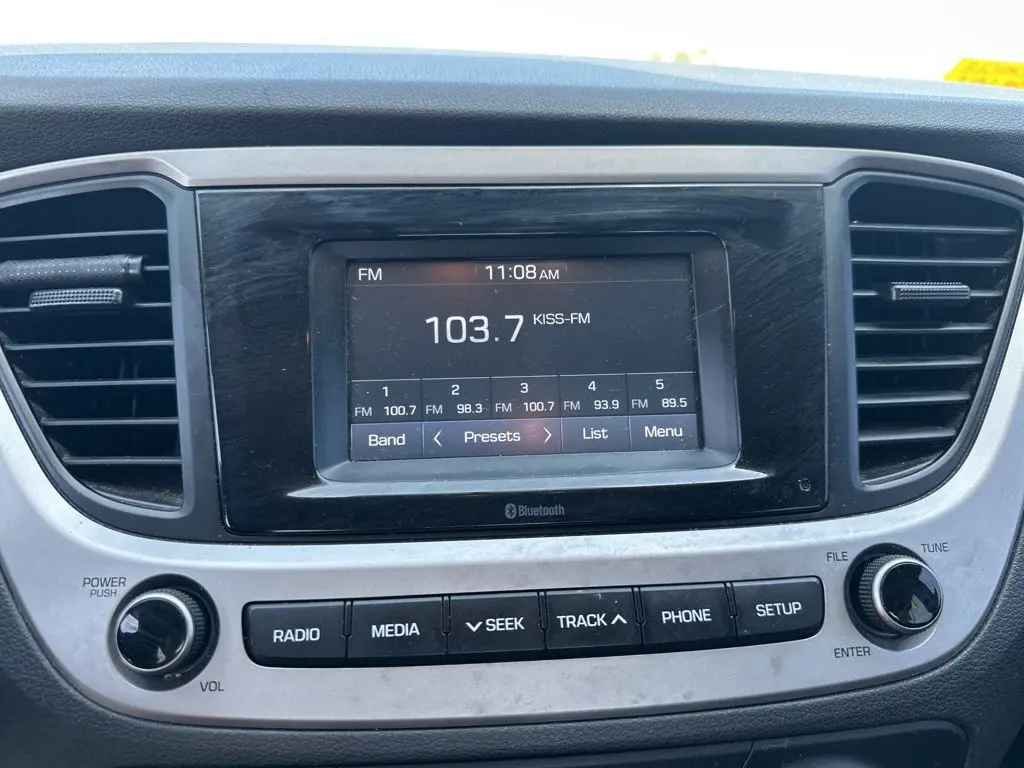 FM 11:08 AM
103.7 KISS-FM
1 2 3 4 5
FM 100.7 FM 98.3 FM 100.7 FM 93.9 FM 89.5
Band < Presets > List Menu
Bluetooth
POWER
PUSH
VOL
RADIO MEDIA SEEK TRACK PHONE SETUP
FILE TUNE
ENTER